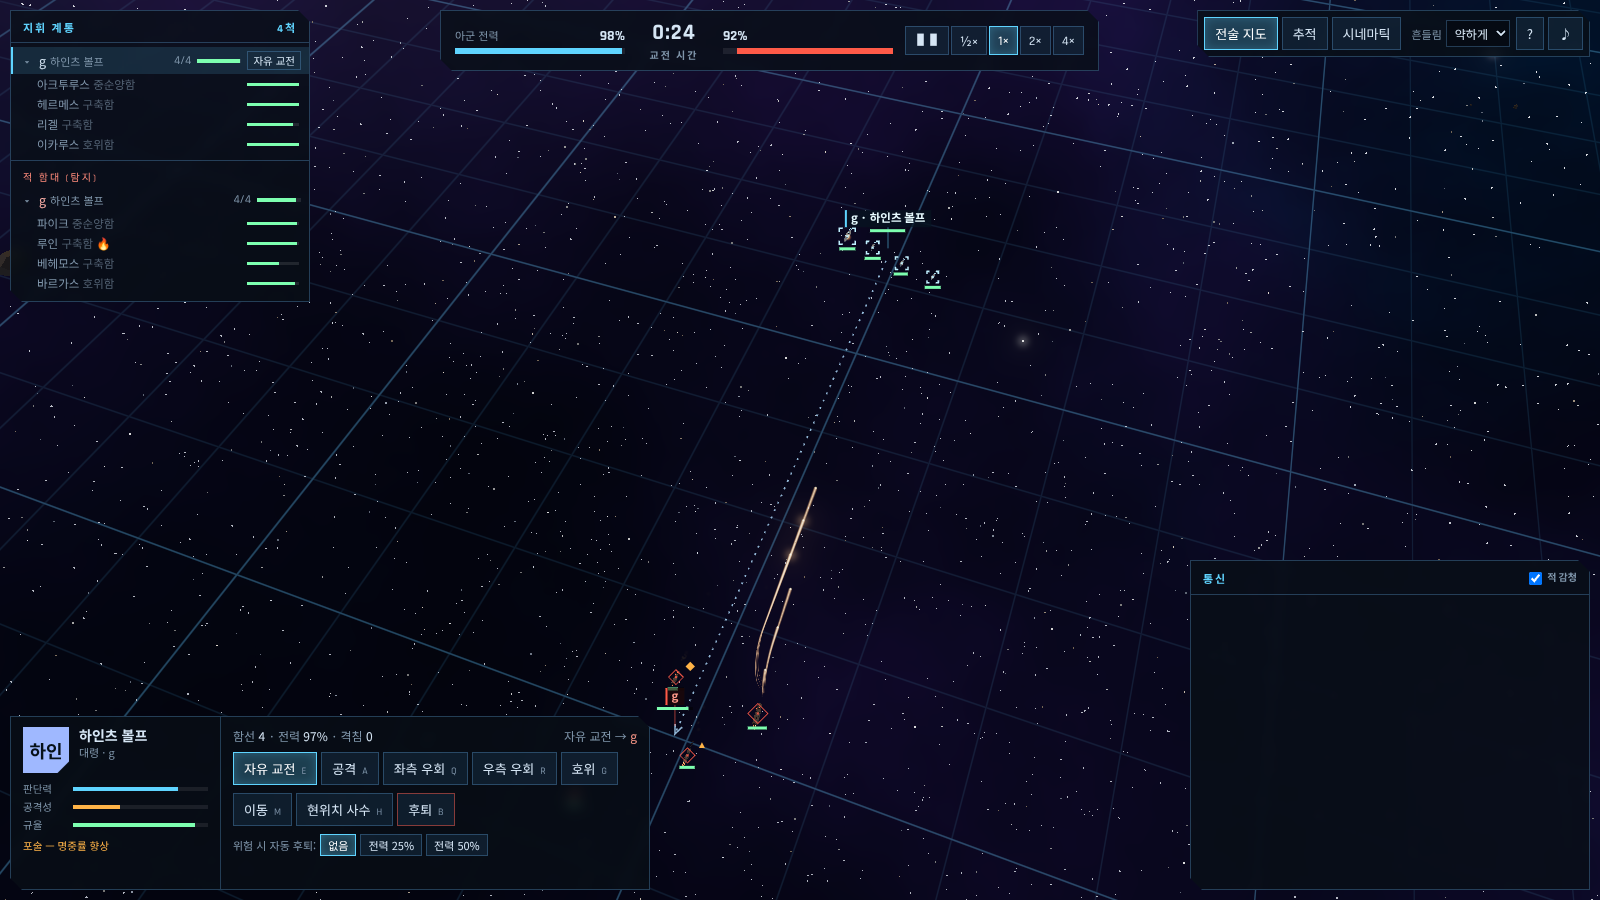 지휘 계통 4척
g 하인츠 볼프 4/4 자유 교전
아크투루스 중순양함
헤르메스 구축함
리겔 구축함
이카루스 호위함
적 함대 (탐지)
g 하인츠 볼프 4/4
파이크 중순양함
루인 구축함 🔥
베헤모스 구축함
바르가스 호위함
아군 전력 98% 0:24 92%
교전 시간
½× 1× 2× 4×
전술 지도 추적 시네마틱 흔들림 약하게 ? ♪
g · 하인츠 볼프
g
통신 적 감청
하인 하인츠 볼프
대령 · g
판단력
공격성
규율
포술 — 명중률 향상
함선 4 · 전력 97% · 격침 0 자유 교전 → g
자유 교전 E 공격 A 좌측 우회 Q 우측 우회 R 호위 G
이동 M 현위치 사수 H 후퇴 B
위험 시 자동 후퇴: 없음 전력 25% 전력 50%